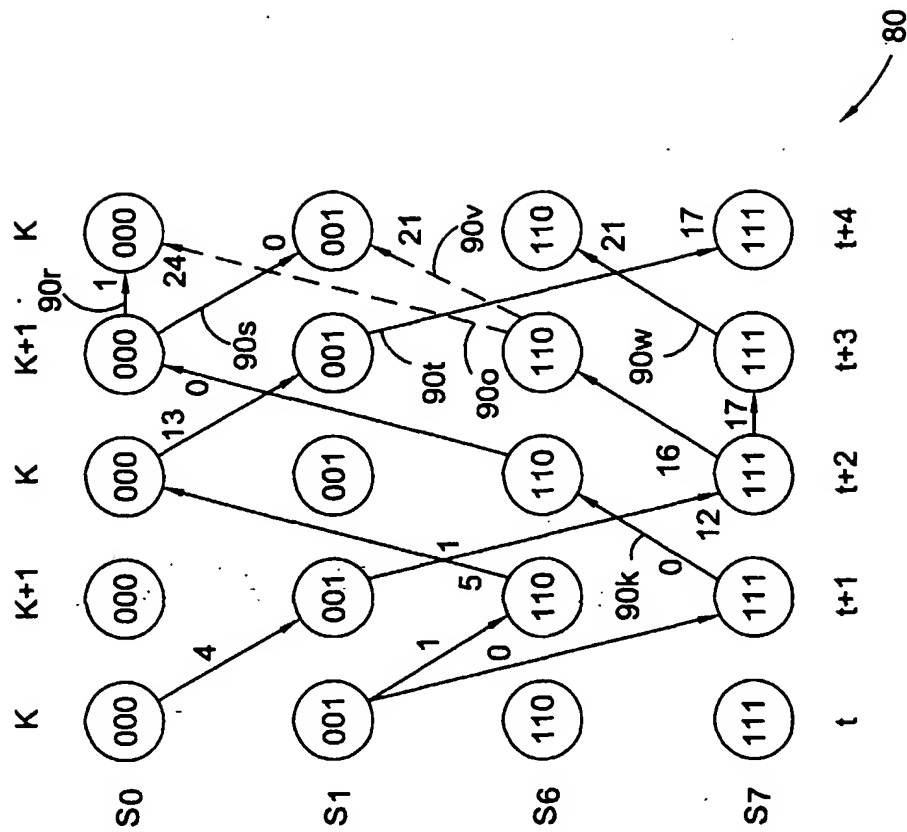 K K+1 K K+1 K
S0 000 000 000 000 000
90r
1
4
13
0
24
90s
0
S1 001 001 001 001 001
1
0
1
5
90t
90o
21
90v
S6 110 110 110 110 110
90k
0
12
16
90w
21
17
17
S7 111 111 111 111 111
t t+1 t+2 t+3 t+4
80